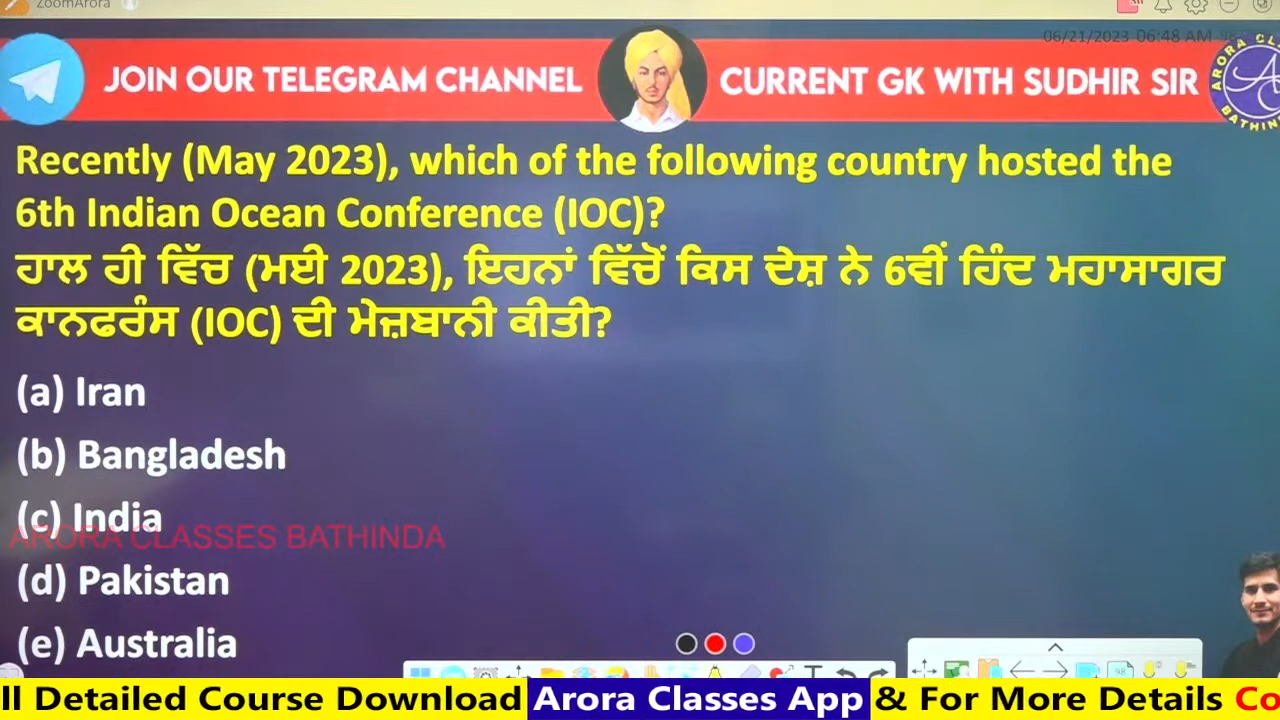 ZoomArora
06/21/2023 06:48 AM
JOIN OUR TELEGRAM CHANNEL
CURRENT GK WITH SUDHIR SIR
Recently (May 2023), which of the following country hosted the
6th Indian Ocean Conference (IOC)?
ਹਾਲ ਹੀ ਵਿੱਚ (ਮਈ 2023), ਇਹਨਾਂ ਵਿੱਚੋਂ ਕਿਸ ਦੇਸ਼ ਨੇ 6ਵੀਂ ਹਿੰਦ ਮਹਾਸਾਗਰ
ਕਾਨਫਰੰਸ (IOC) ਦੀ ਮੇਜ਼ਬਾਨੀ ਕੀਤੀ?
(a) Iran
(b) Bangladesh
(c) India
ARORA CLASSES BATHINDA
(d) Pakistan
(e) Australia
ll Detailed Course Download Arora Classes App & For More Details Co